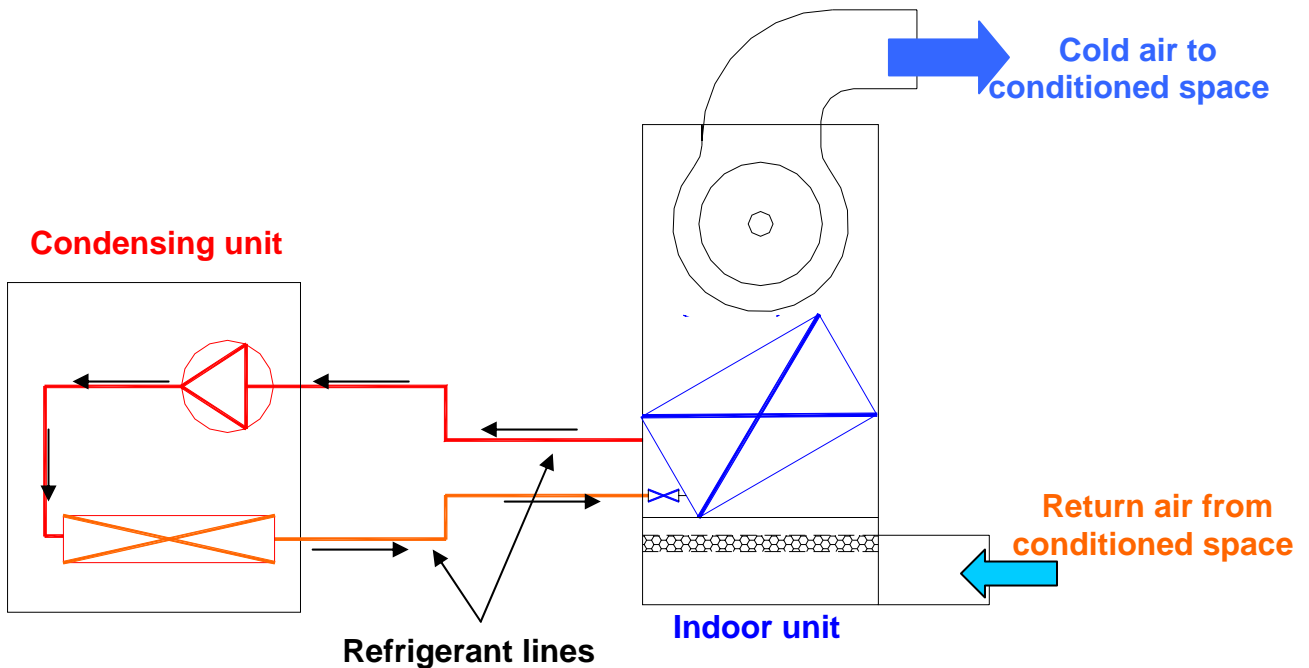 Cold air to
conditioned space
Condensing unit
Return air from
conditioned space
Indoor unit
Refrigerant lines